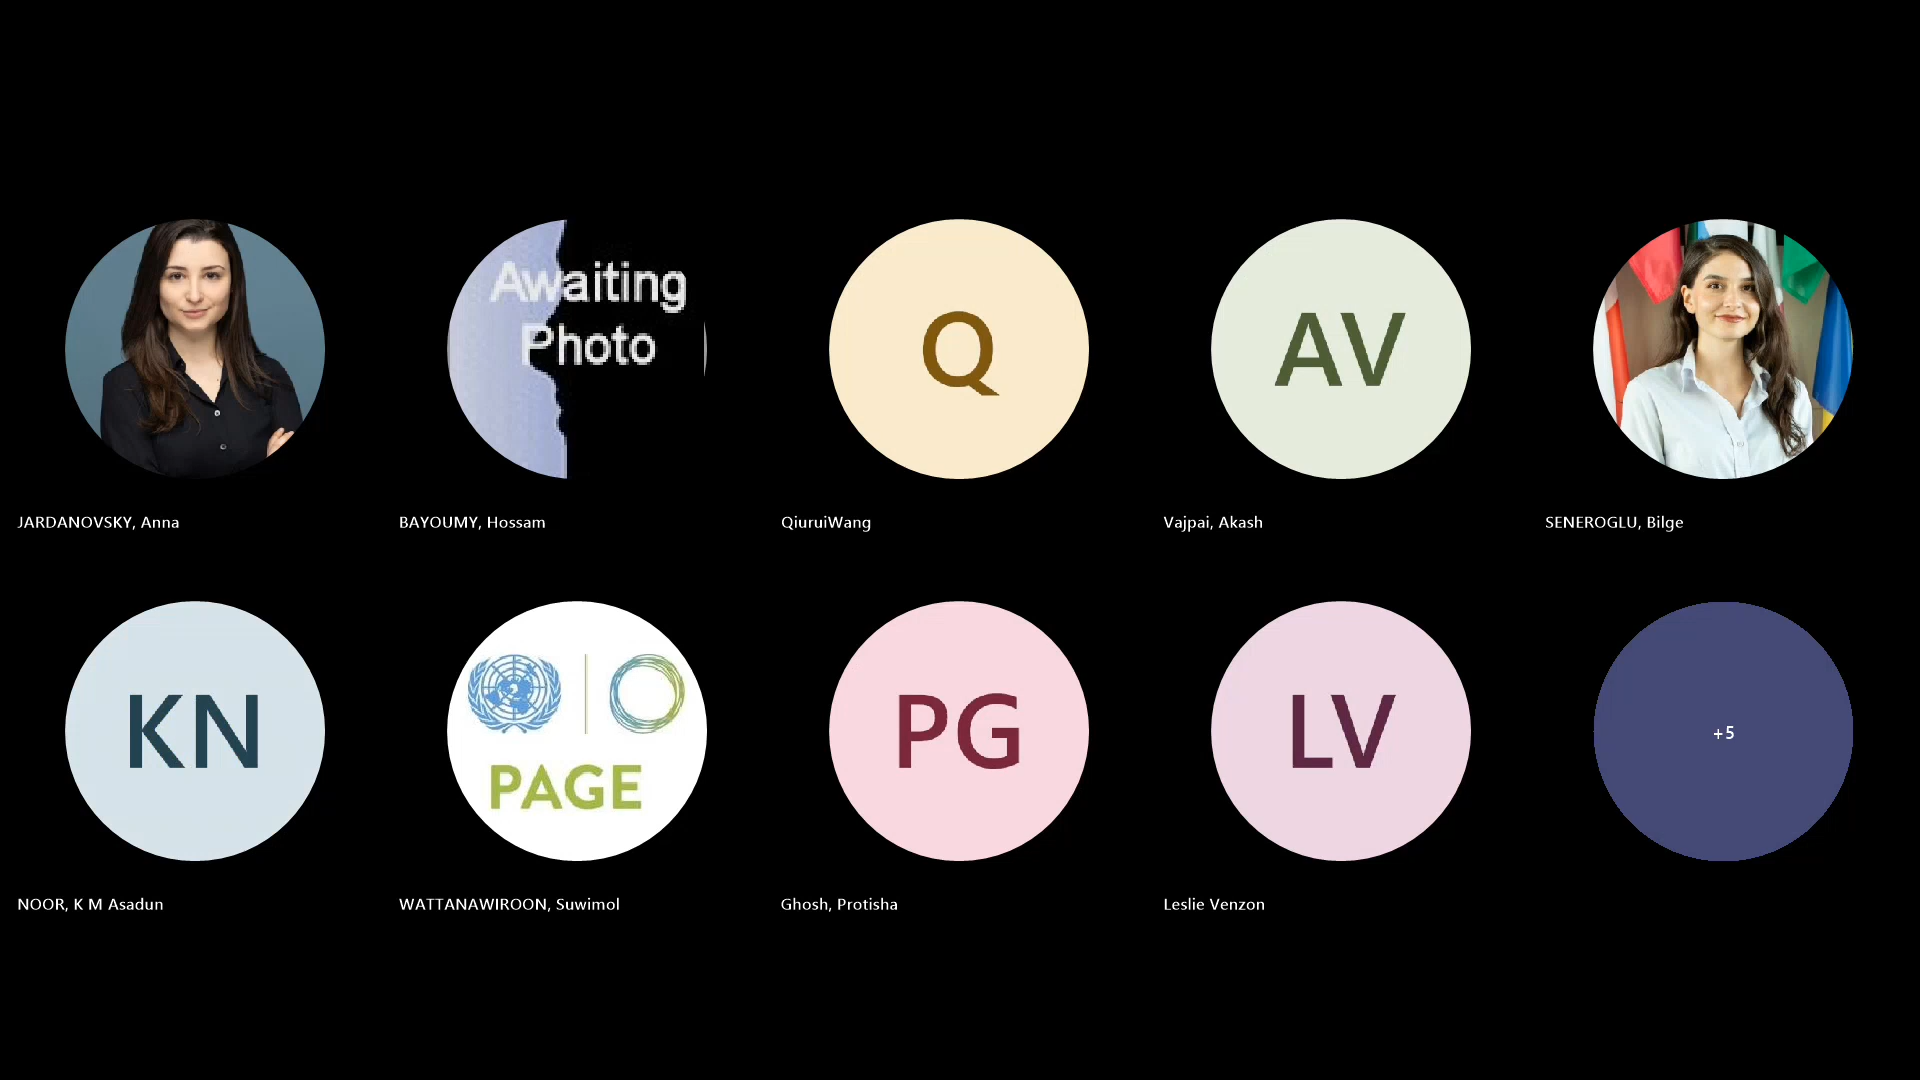 Awaiting
Photo
Q
AV
JARDANOVSKY, Anna
BAYOUMY, Hossam
QiuruiWang
Vajpai, Akash
SENEROGLU, Bilge
KN
PAGE
PG
LV
+5
NOOR, K M Asadun
WATTANAWIROON, Suwimol
Ghosh, Protisha
Leslie Venzon